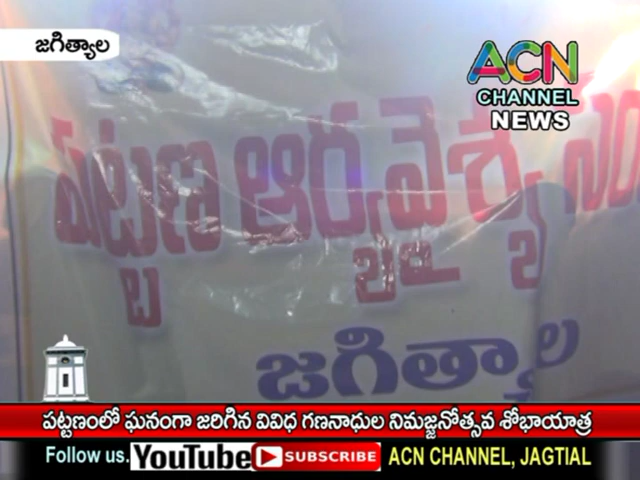 జగిత్యాల
ACN
CHANNEL
NEWS
పట్టణ ఆర్యవైశ్య సం
జగిత్యాల
పట్టణంలో ఘనంగా జరిగిన వివిధ గణనాధుల నిమజ్జనోత్సవ శోభాయాత్ర
Follow us. YouTube SUBSCRIBE ACN CHANNEL, JAGTIAL